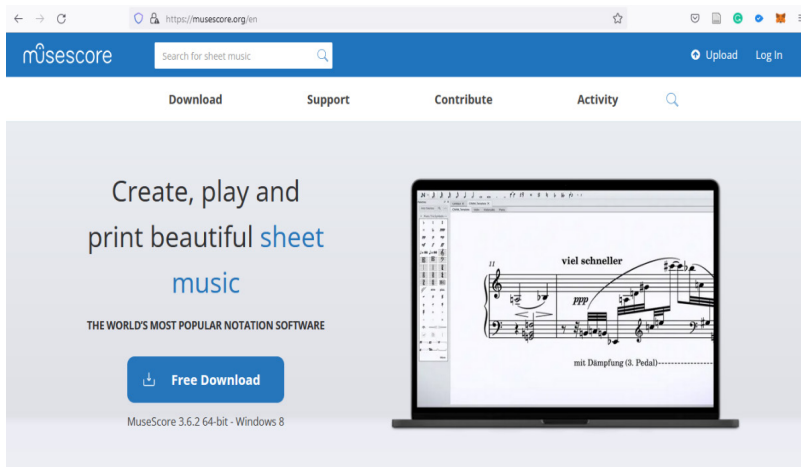 https://musescore.org/en
musescore
Search for sheet music
Upload
Log In
Download
Support
Contribute
Activity
Create, play and
print beautiful sheet
music
THE WORLD'S MOST POPULAR NOTATION SOFTWARE
Free Download
MuseScore 3.6.2 64-bit - Windows 8
11
viel schneller
ppp
mit Dämpfung (3. Pedal)